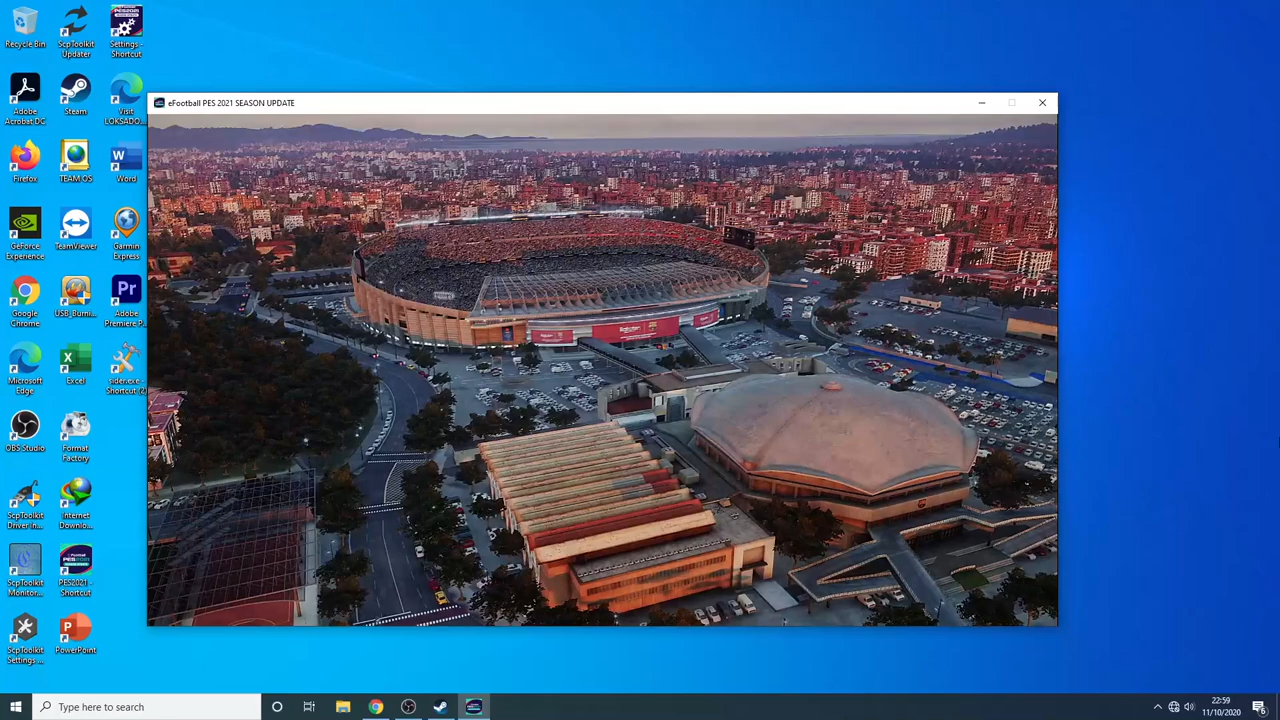 Recycle Bin
ScpToolkit
Updater
Settings -
Shortcut
eFootball PES 2021 SEASON UPDATE
Adobe
Acrobat DC
Steam
Visit
LOKSADO...
Firefox
TEAM OS
Word
GeForce
Experience
TeamViewer
Garmin
Express
Google
Chrome
USB_Burni...
Adobe
Premiere P...
Microsoft
Edge
Excel
sider.exe -
Shortcut (2)
OBS Studio
Format
Factory
ScpToolkit
Driver In...
Internet
Downlo...
ScpToolkit
Monitor...
PES2021 -
Shortcut
ScpToolkit
Settings ...
PowerPoint
Type here to search
22:59
11/10/2020
6